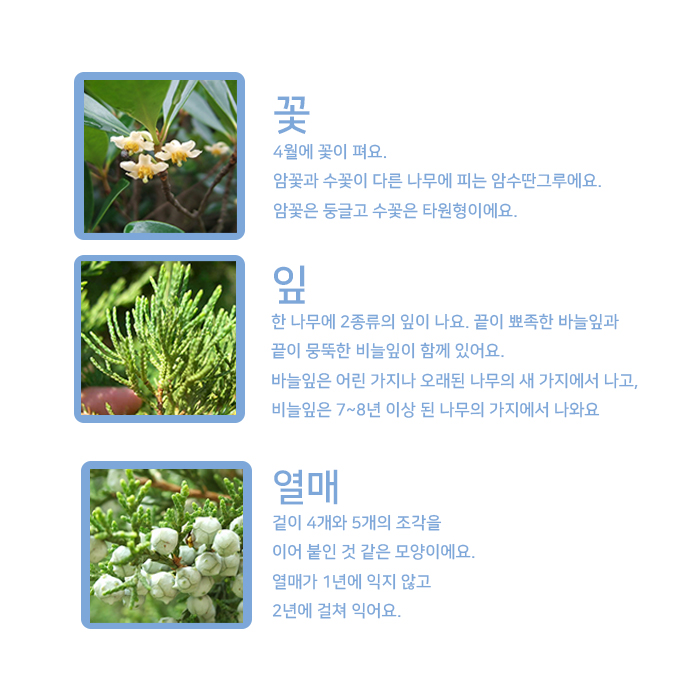 꽃
4월에 꽃이 펴요.
암꽃과 수꽃이 다른 나무에 피는 암수딴그루에요.
암꽃은 둥글고 수꽃은 타원형이에요.
잎
한 나무에 2종류의 잎이 나요. 끝이 뾰족한 바늘잎과
끝이 뭉뚝한 비늘잎이 함께 있어요.
바늘잎은 어린 가지나 오래된 나무의 새 가지에서 나고,
비늘잎은 7~8년 이상 된 나무의 가지에서 나와요
열매
겉이 4개와 5개의 조각을
이어 붙인 것 같은 모양이에요.
열매가 1년에 익지 않고
2년에 걸쳐 익어요.